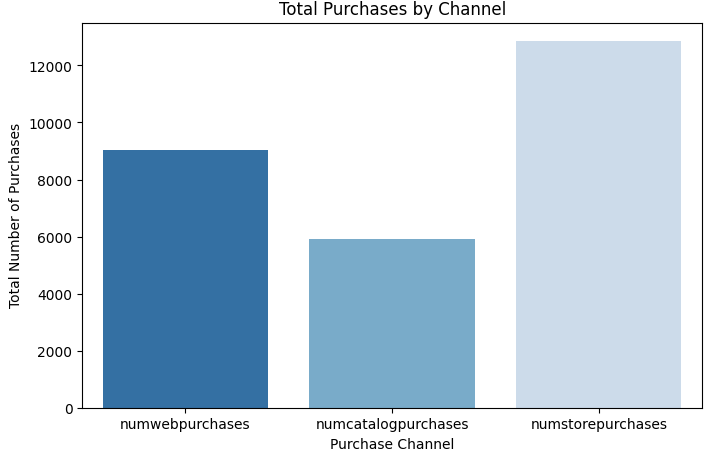 Total Purchases by Channel
Total Number of Purchases
12000
10000
8000
6000
4000
2000
0
numwebpurchases
numcatalogpurchases
numstorepurchases
Purchase Channel